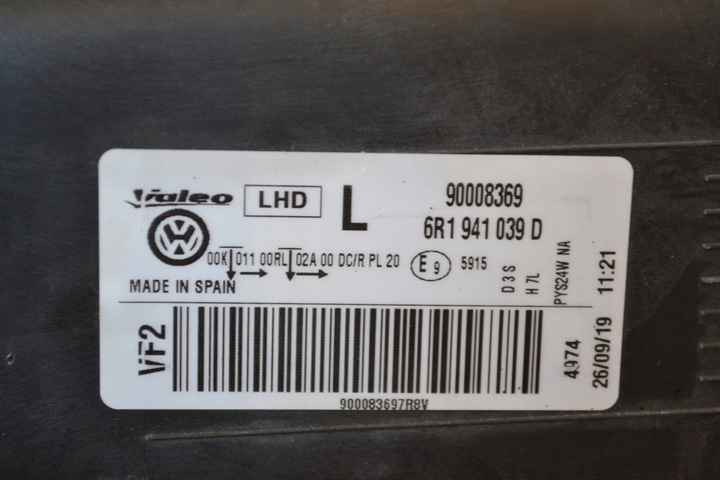 Valeo LHD L 90008369
6R1 941 039 D
00K 011 00RL 02A 00 DC/R PL 20 E9 5915
MADE IN SPAIN
D3S
H7L
PYS24W NA
VF2
4974
26/09/19 11:21
900083697R8V